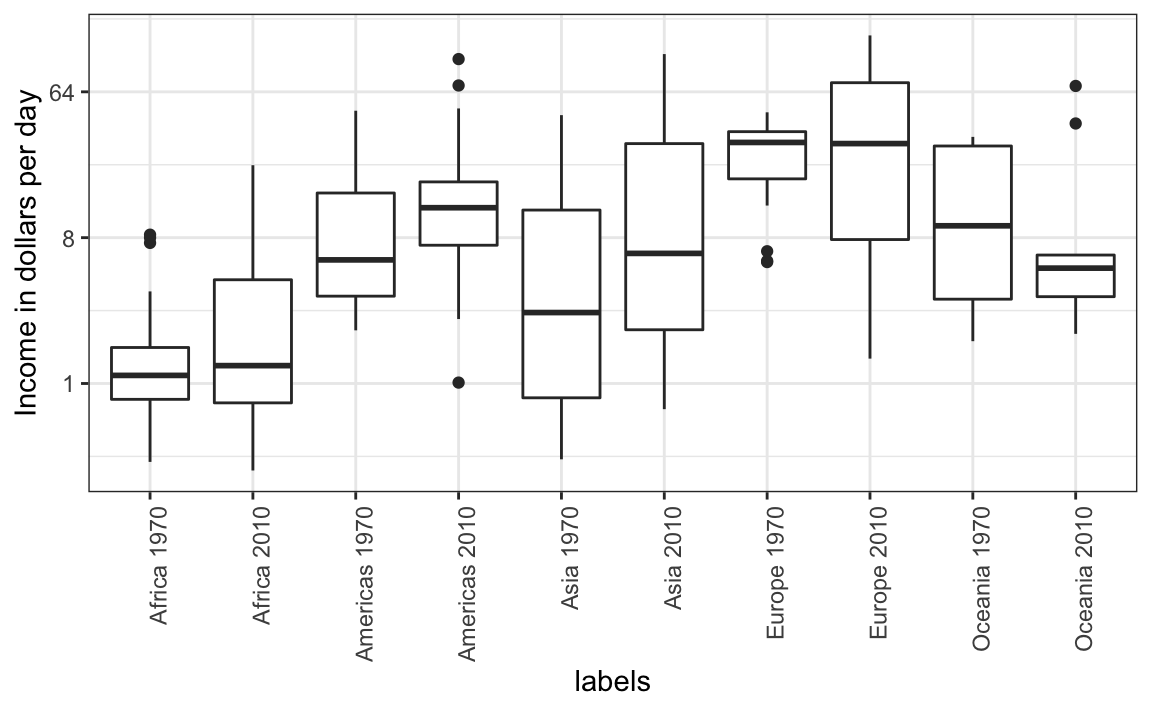 Income in dollars per day
64
8
1
Africa 1970
Africa 2010
Americas 1970
Americas 2010
Asia 1970
Asia 2010
Europe 1970
Europe 2010
Oceania 1970
Oceania 2010
labels